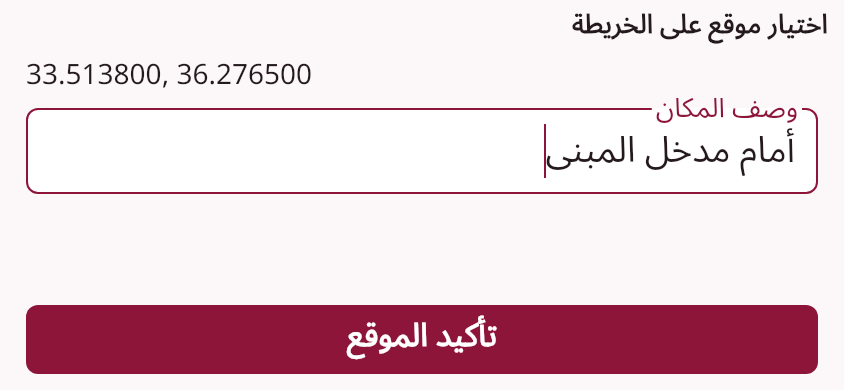 اختيار موقع على الخريطة
33.513800, 36.276500
وصف المكان
أمام مدخل المبنى
تأكيد الموقع